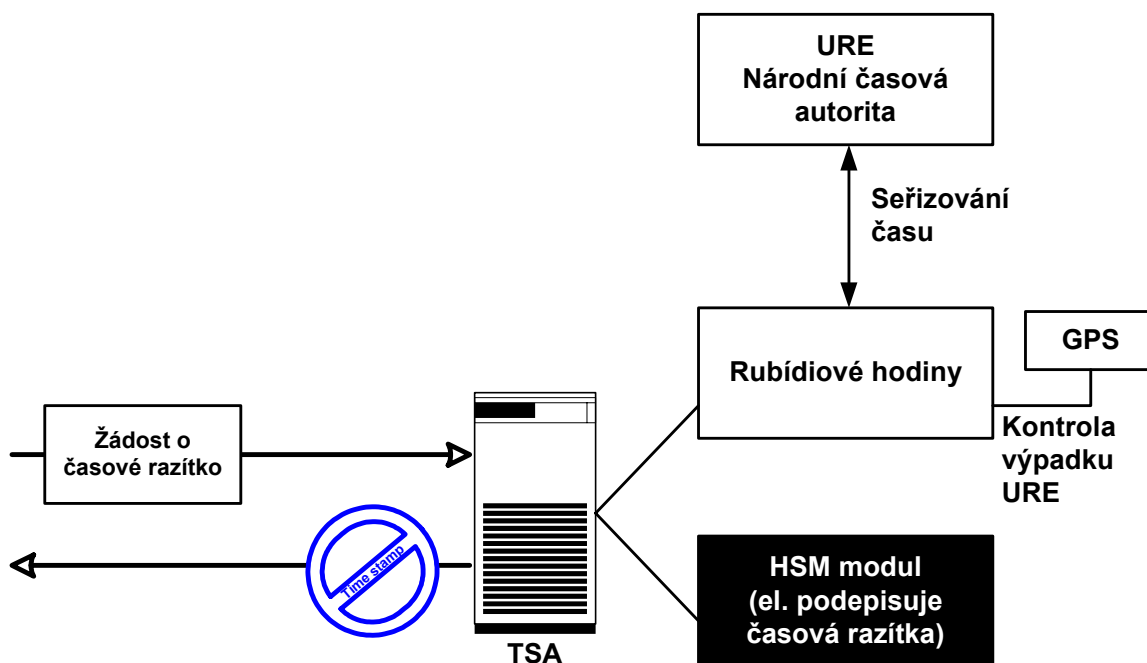 URE
Národní časová
autorita
Seřizování
času
Rubídiové hodiny
GPS
Kontrola
výpadku
URE
Žádost o
časové razítko
Time stamp
TSA
HSM modul
(el. podepisuje
časová razítka)